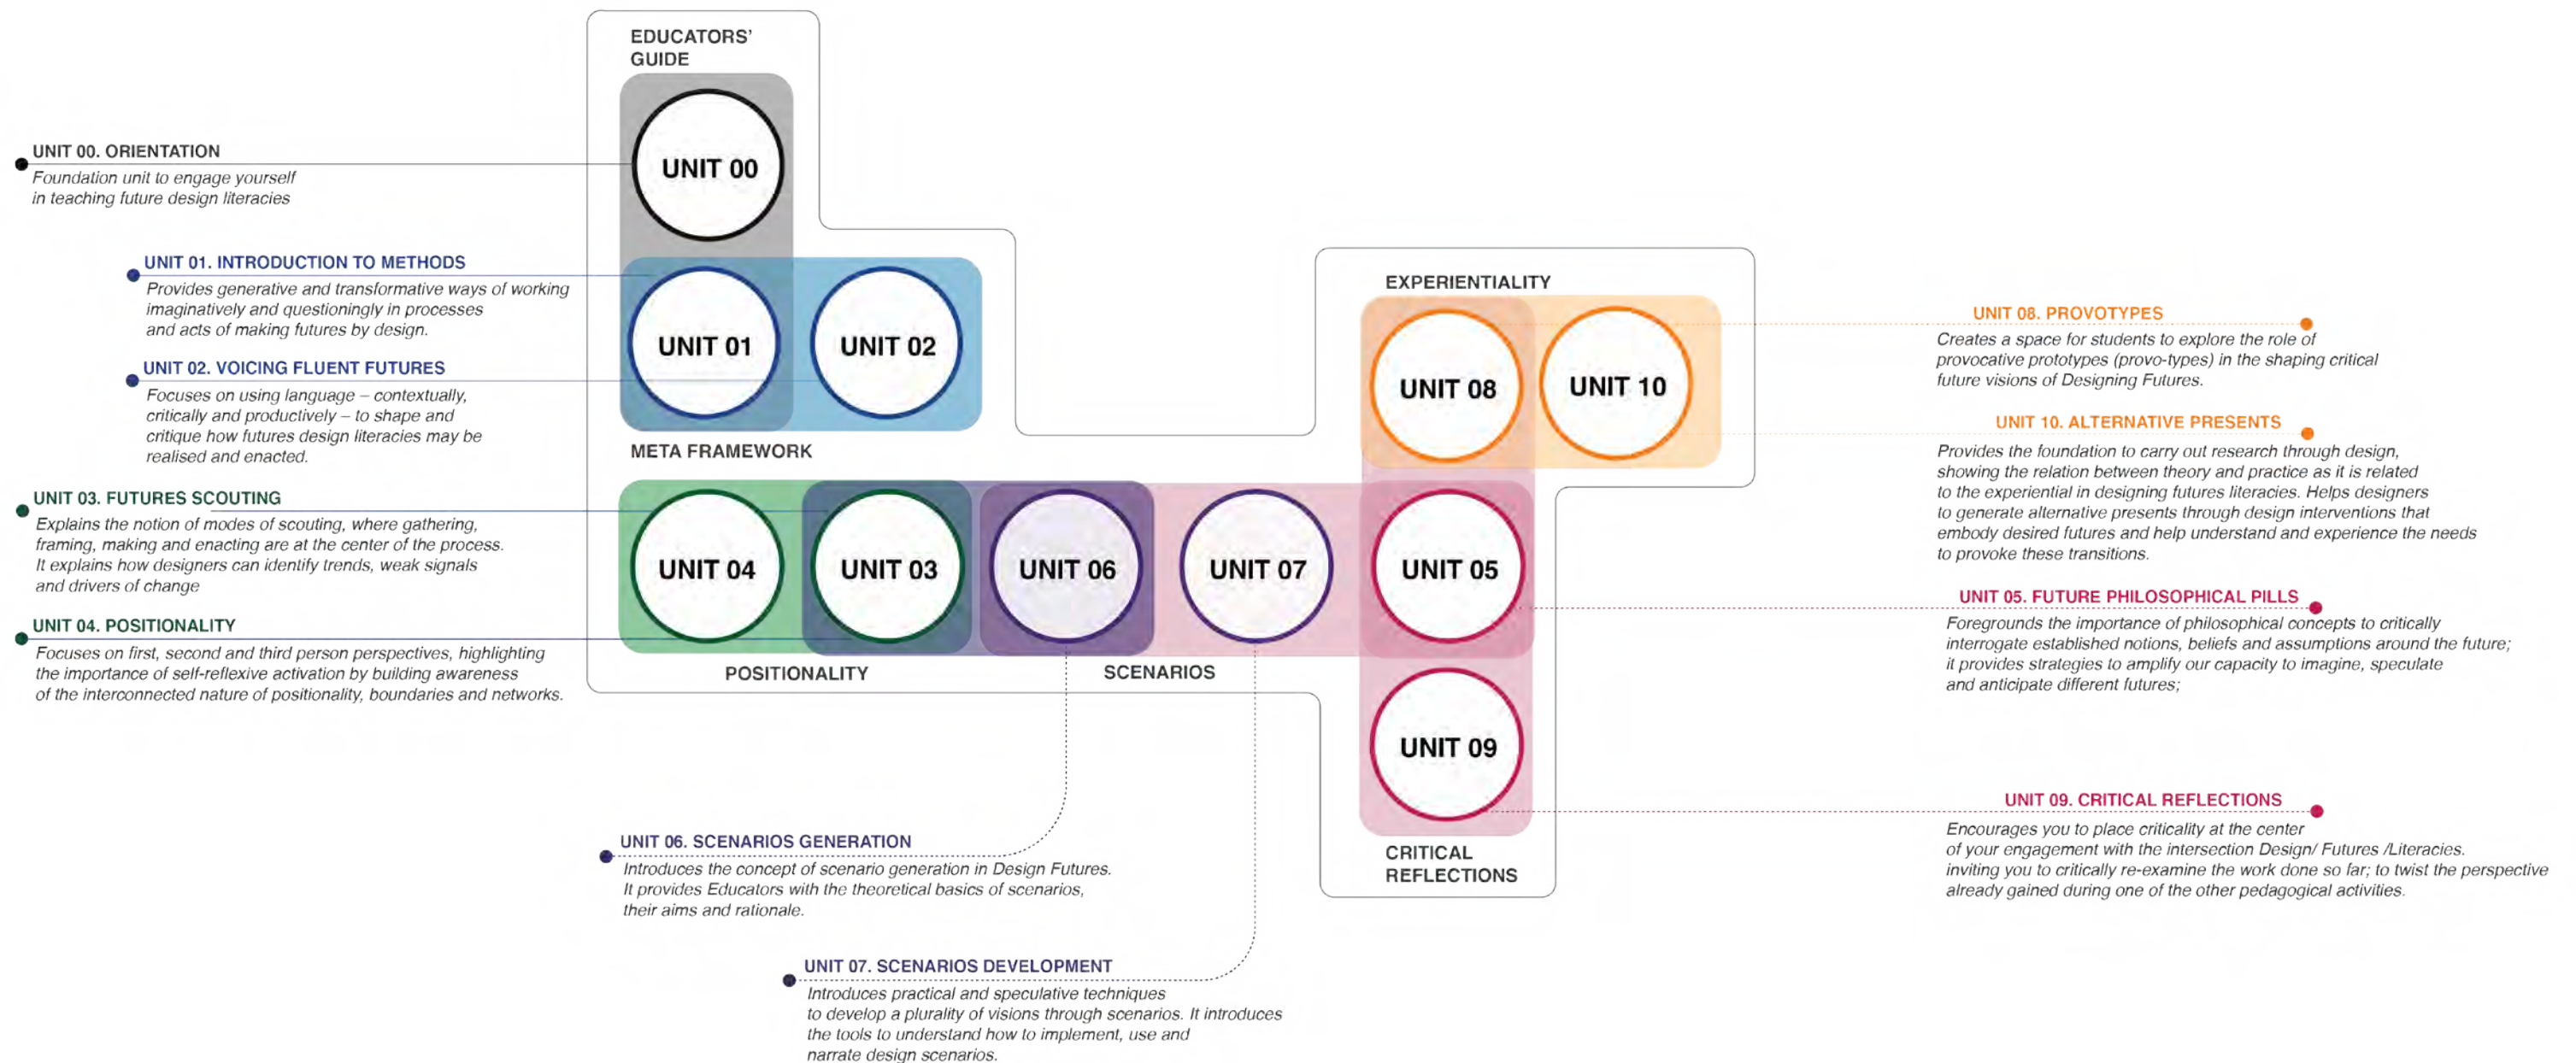 EDUCATORS'
GUIDE
UNIT 00
UNIT 00. ORIENTATION
Foundation unit to engage yourself
in teaching future design literacies
UNIT 01. INTRODUCTION TO METHODS
Provides generative and transformative ways of working
imaginatively and questioningly in processes
and acts of making futures by design.
UNIT 02. VOICING FLUENT FUTURES
Focuses on using language – contextually,
critically and productively – to shape and
critique how futures design literacies may be
realised and enacted.
UNIT 01
UNIT 02
META FRAMEWORK
UNIT 03. FUTURES SCOUTING
Explains the notion of modes of scouting, where gathering,
framing, making and enacting are at the center of the process.
It explains how designers can identify trends, weak signals
and drivers of change
UNIT 04. POSITIONALITY
Focuses on first, second and third person perspectives, highlighting
the importance of self-reflexive activation by building awareness
of the interconnected nature of positionality, boundaries and networks.
UNIT 04
UNIT 03
UNIT 06
UNIT 07
UNIT 05
POSITIONALITY
SCENARIOS
EXPERIENTIALITY
UNIT 08
UNIT 10
UNIT 09
CRITICAL
REFLECTIONS
UNIT 08. PROVOTYPES
Creates a space for students to explore the role of
provocative prototypes (provo-types) in the shaping critical
future visions of Designing Futures.
UNIT 10. ALTERNATIVE PRESENTS
Provides the foundation to carry out research through design,
showing the relation between theory and practice as it is related
to the experiential in designing futures literacies. Helps designers
to generate alternative presents through design interventions that
embody desired futures and help understand and experience the needs
to provoke these transitions.
UNIT 05. FUTURE PHILOSOPHICAL PILLS
Foregrounds the importance of philosophical concepts to critically
interrogate established notions, beliefs and assumptions around the future;
it provides strategies to amplify our capacity to imagine, speculate
and anticipate different futures;
UNIT 09. CRITICAL REFLECTIONS
Encourages you to place criticality at the center
of your engagement with the intersection Design/ Futures /Literacies.
inviting you to critically re-examine the work done so far; to twist the perspective
already gained during one of the other pedagogical activities.
UNIT 06. SCENARIOS GENERATION
Introduces the concept of scenario generation in Design Futures.
It provides Educators with the theoretical basics of scenarios,
their aims and rationale.
UNIT 07. SCENARIOS DEVELOPMENT
Introduces practical and speculative techniques
to develop a plurality of visions through scenarios. It introduces
the tools to understand how to implement, use and
narrate design scenarios.